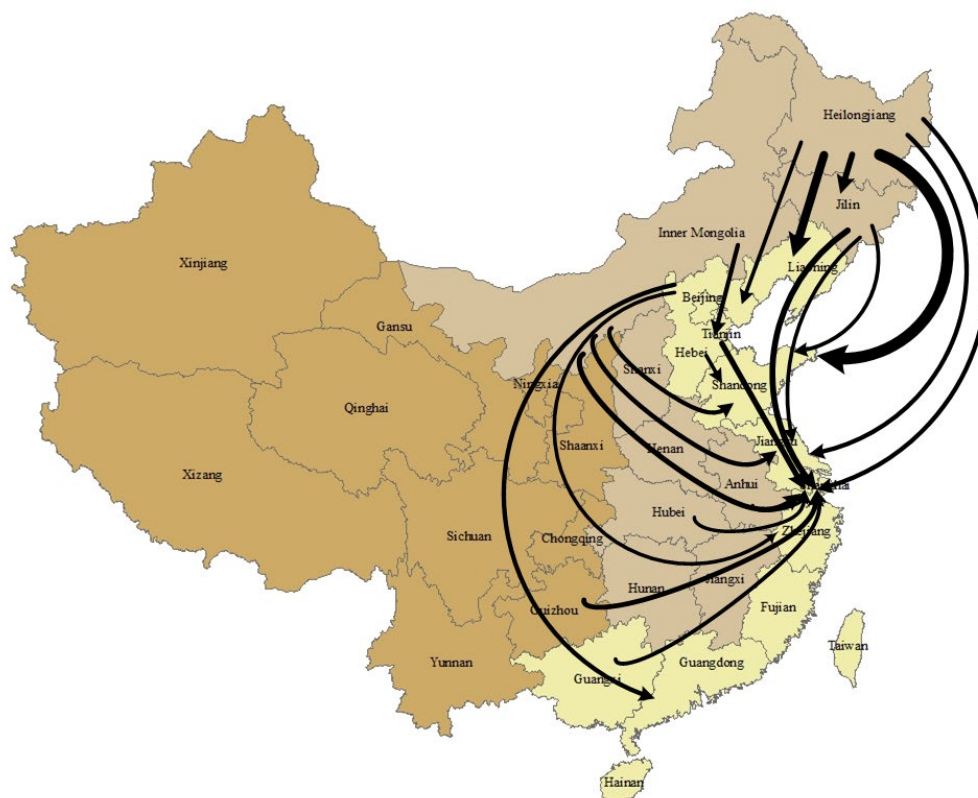 Heilongjiang
Jilin
Inner Mongolia
Xinjiang
Liaoning
Beijing
Gansu
Tianjin
Hebei
Shanxi
Ningxia
Shandong
Qinghai
Shaanxi
Jiangsu
Henan
Xizang
Anhui
Shanghai
Hubei
Sichuan
Chongqing
Zhejiang
Jiangxi
Hunan
Guizhou
Fujian
Taiwan
Yunnan
Guangdong
Guangxi
Hainan